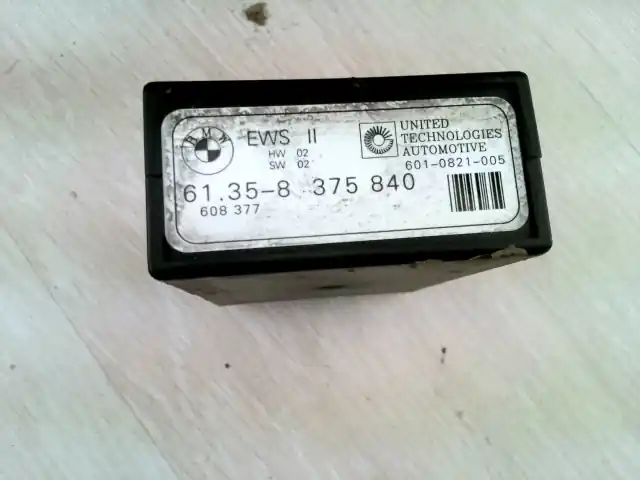 BMW
EWS II
HW 02
SW 02
UNITED
TECHNOLOGIES
AUTOMOTIVE
601-0821-005
61.35-8 375 840
608 377